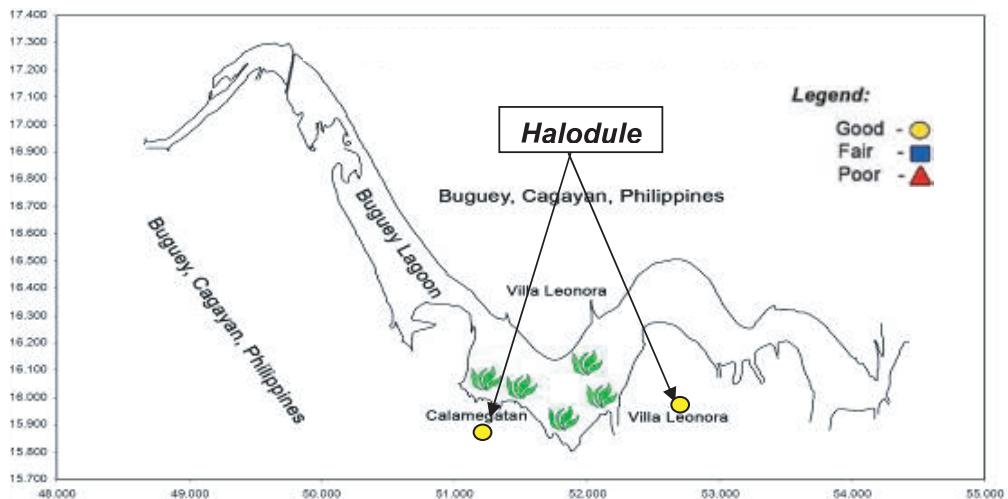 17.400
17.300
17.200
17.100
17.000
16.900
16.800
16.700
16.600
16.500
16.400
16.300
16.200
16.100
16.000
15.900
15.800
15.700
48.000 49.000 50.000 51.000 52.000 53.000 54.000 55.000
Legend:
Good -
Fair -
Poor -
Halodule
Buguey, Cagayan, Philippines
Buguey Lagoon
Buguey, Cagayan, Philippines
Villa Leonora
Calamegatan
Villa Leonora